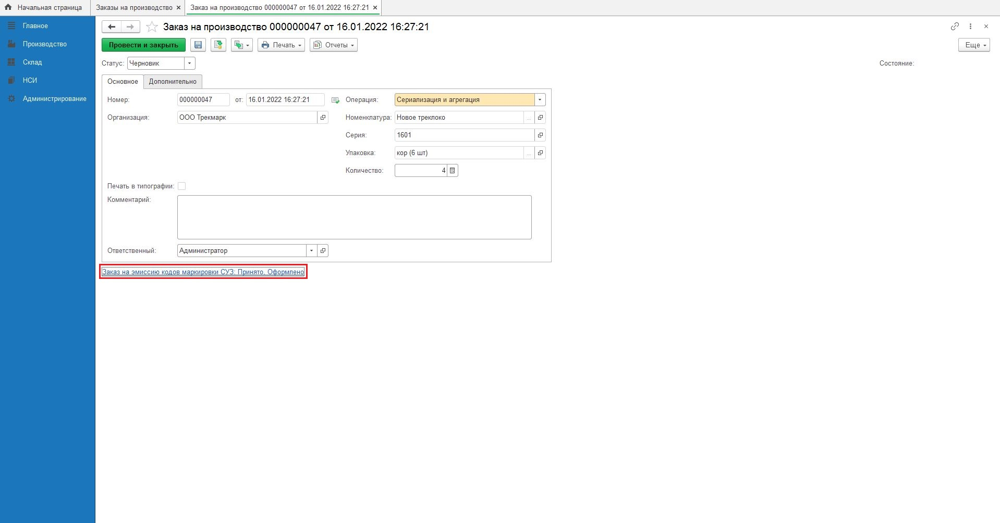 Начальная страница
Заказы на производство ×
Заказ на производство 000000047 от 16.01.2022 16:27:21 ×
Главное
Производство
Склад
НСИ
Администрирование
Заказ на производство 000000047 от 16.01.2022 16:27:21
Провести и закрыть
Печать
Отчеты
Еще
Статус: Черновик
Состояние:
Основное
Дополнительно
Номер: 000000047 от: 16.01.2022 16:27:21
Операция: Сериализация и агрегация
Организация: ООО Трекмарк
Номенклатура: Новое треклоко ...
Серия: 1601
Упаковка: кор (6 шт) ...
Количество: 4
Печать в типографии:
Комментарий:
Ответственный: Администратор
Заказ на эмиссию кодов маркировки СУЗ: Принято, Оформлено